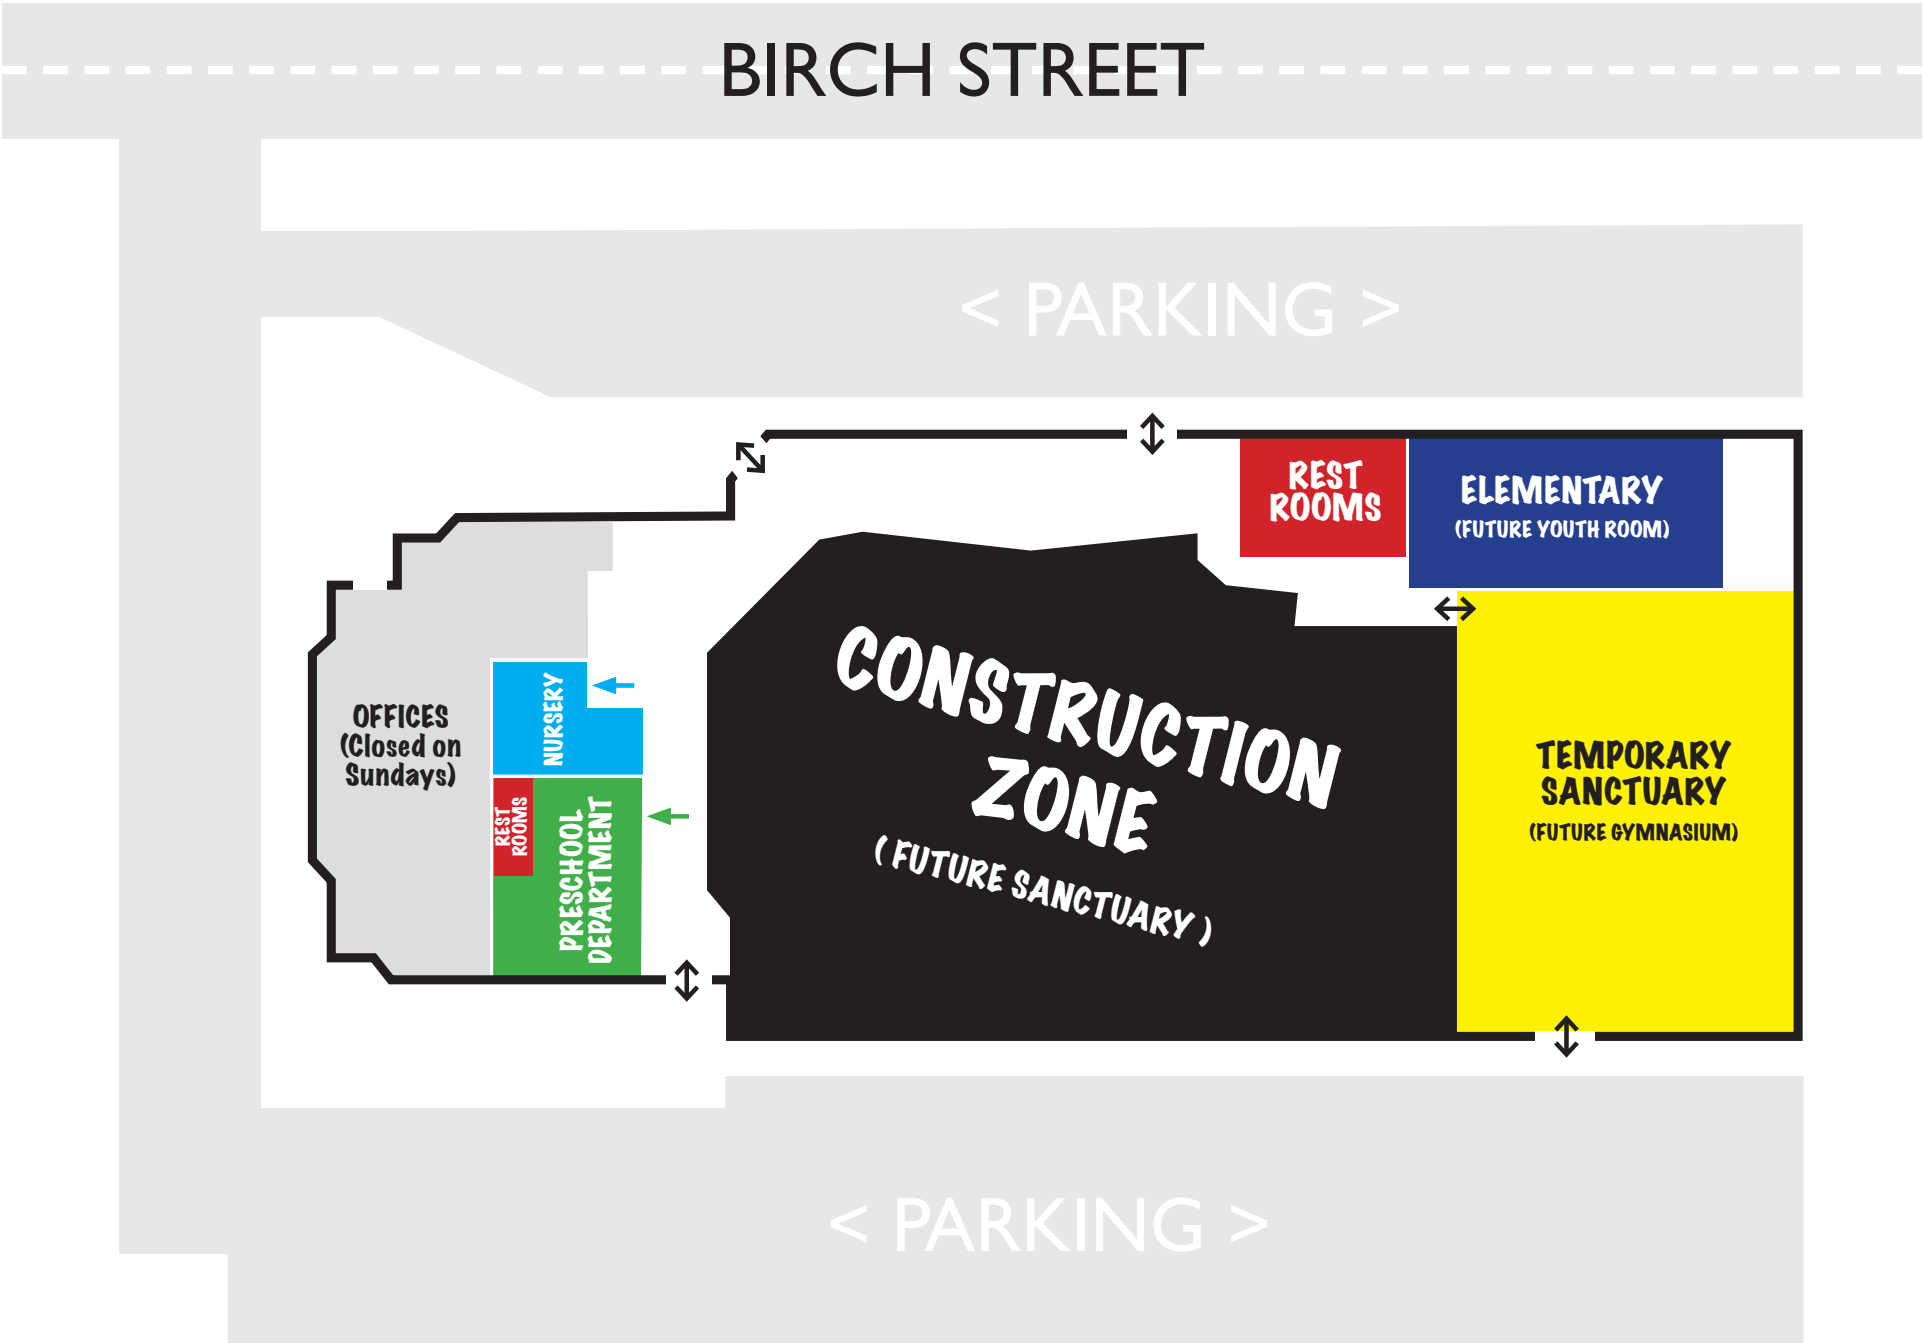 BIRCH STREET
< PARKING >
REST
ROOMS
ELEMENTARY
(FUTURE YOUTH ROOM)
OFFICES
(Closed on
Sundays)
NURSERY
REST
ROOMS
PRESCHOOL
DEPARTMENT
CONSTRUCTION
ZONE
( FUTURE SANCTUARY )
TEMPORARY
SANCTUARY
(FUTURE GYMNASIUM)
< PARKING >